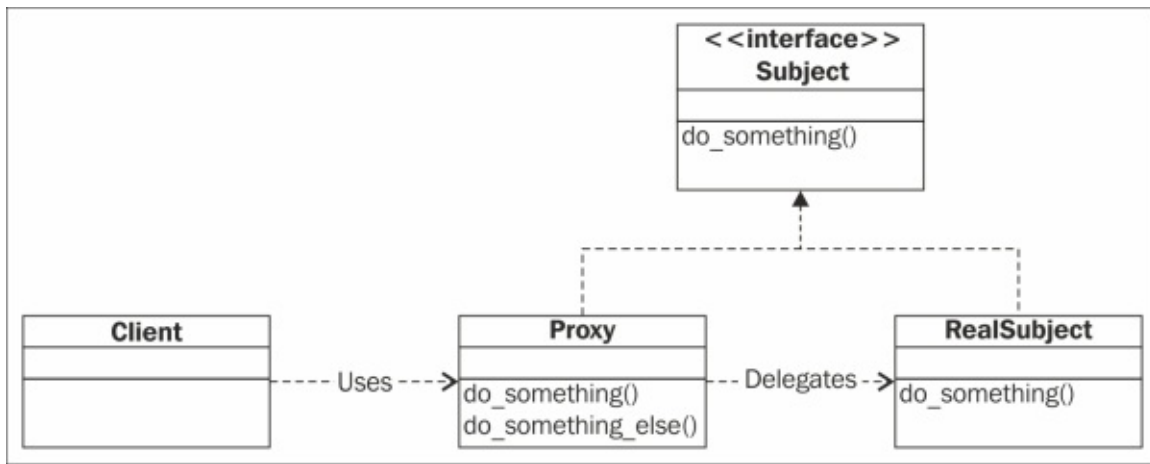 <<interface>>
Subject
do_something()
Client
Proxy
RealSubject
Uses
do_something()
do_something_else()
Delegates
do_something()